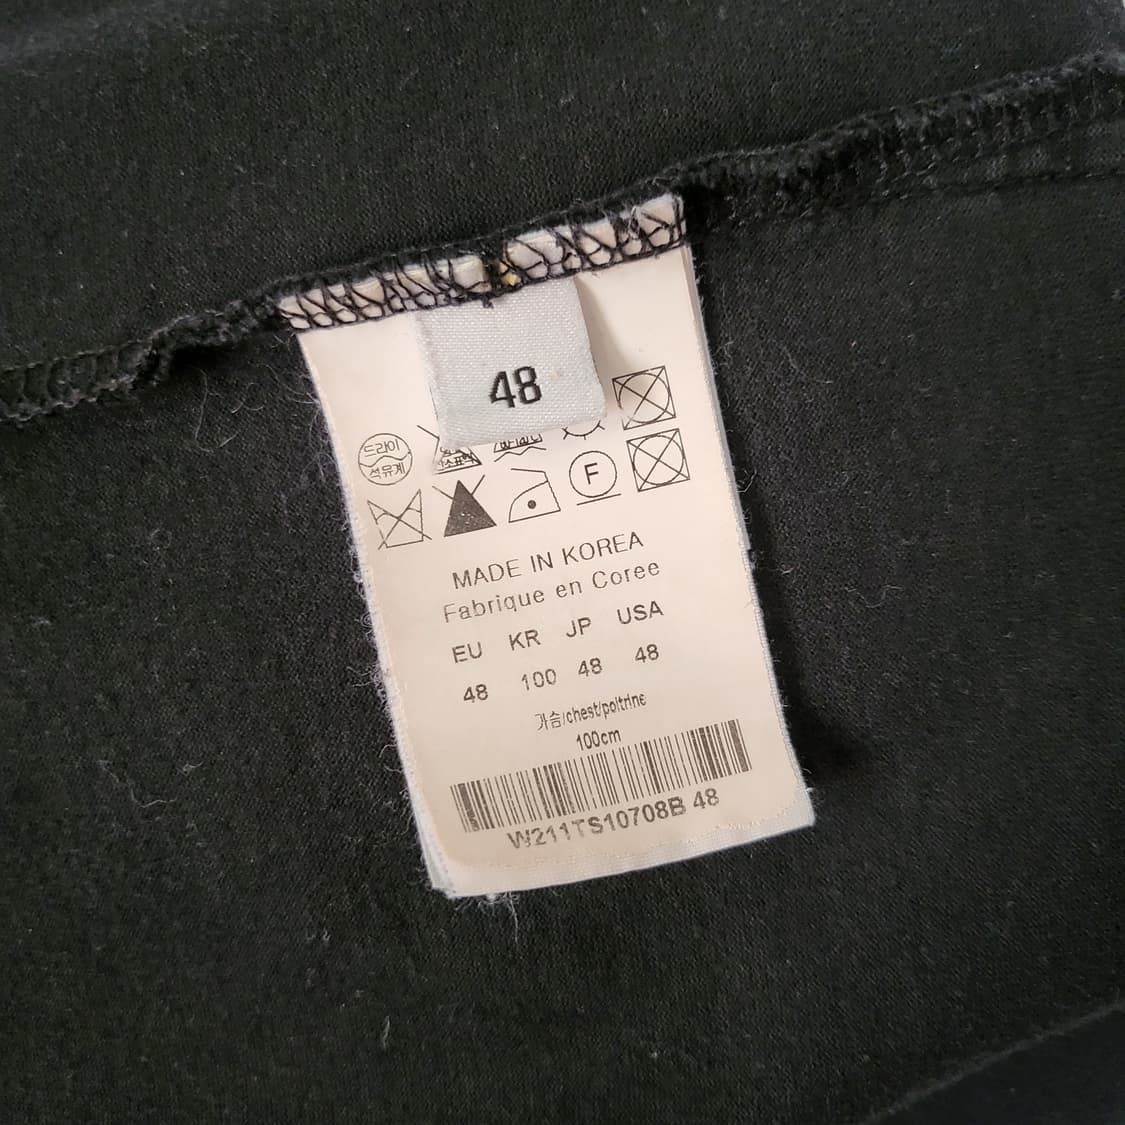 48
드라이
석유계
F
MADE IN KOREA
Fabrique en Coree
EU KR JP USA
48 100 48 48
가슴/chest/poitrine
100cm
W211TS10708B 48